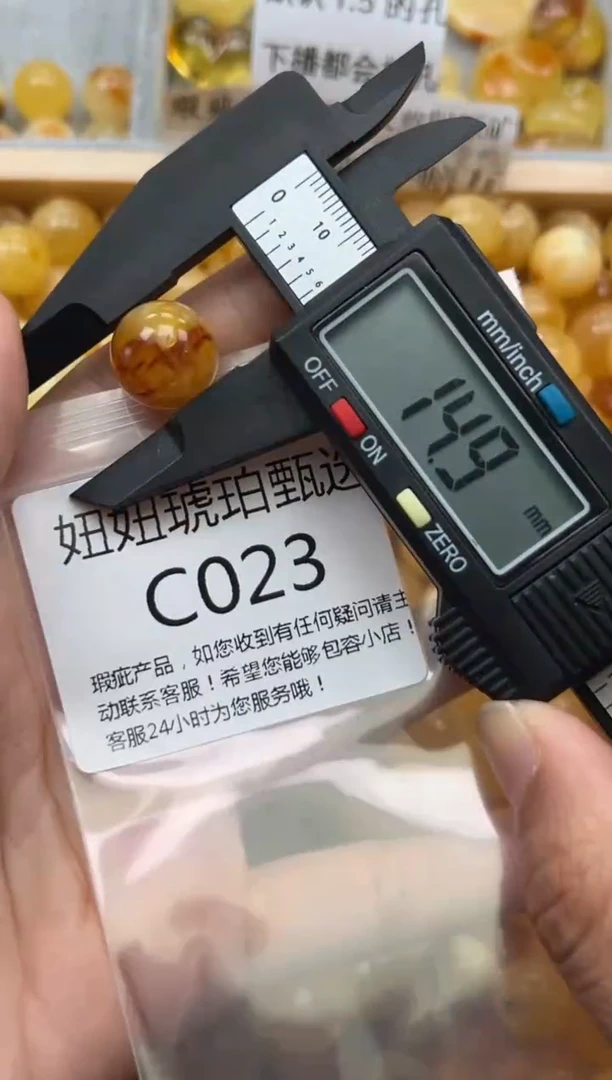 下播都会
0
10
1 2 3 4 5 6
mm/inch
OFF
ON
14.9
mm
ZERO
妞妞琥珀甄选
C023
瑕疵产品，如您收到有任何疑问请主
动联系客服！希望您能够包容小店！
客服24小时为您服务哦！